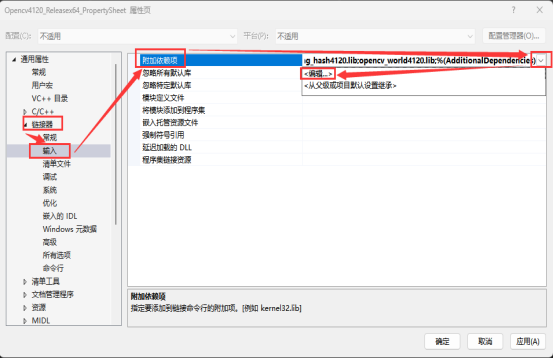 Opencv4120_Releasex64_PropertySheet 属性页
配置(C): 不适用 平台(P): 不适用 配置管理器(O)...
通用属性
常规
用户宏
VC++ 目录
C/C++
链接器
常规
输入
清单文件
调试
系统
优化
嵌入的 IDL
Windows 元数据
高级
所有选项
命令行
清单工具
文档管理程序
资源
MIDL
附加依赖项 g_hash4120.lib;opencv_world4120.lib;%(AdditionalDependencies)
忽略所有默认库 <编辑...>
忽略特定默认库 <从父级或项目默认设置继承>
模块定义文件
将模块添加到程序集
嵌入托管资源文件
强制符号引用
延迟加载的 DLL
程序集链接资源
附加依赖项
指定要添加到链接命令行的附加项。[例如 kernel32.lib]
确定 取消 应用(A)